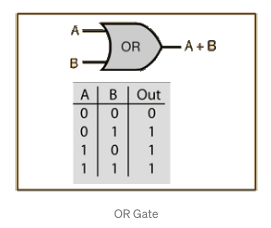 A
OR
A + B
B
A B Out
0 0 0
0 1 1
1 0 1
1 1 1
OR Gate